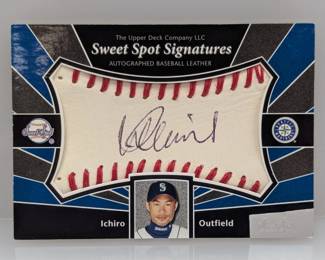 The Upper Deck Company LLC
Sweet Spot Signatures
AUTOGRAPHED BASEBALL LEATHER
S
Ichiro Outfield